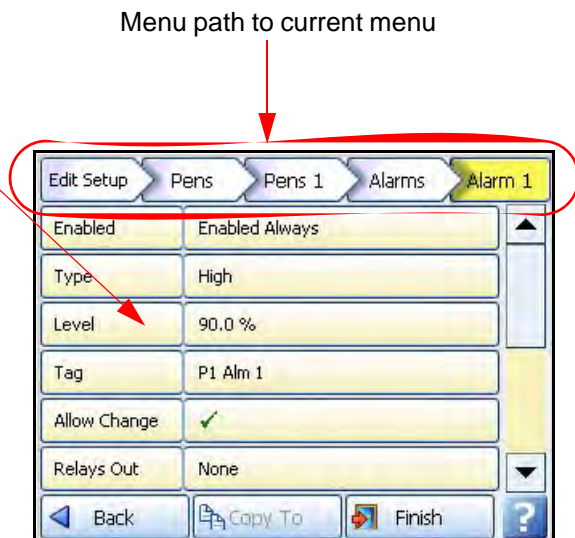 Menu path to current menu
Edit Setup Pens Pens 1 Alarms Alarm 1
Enabled Enabled Always
Type High
Level 90.0 %
Tag P1 Alm 1
Allow Change ✓
Relays Out None
Back Copy To Finish ?